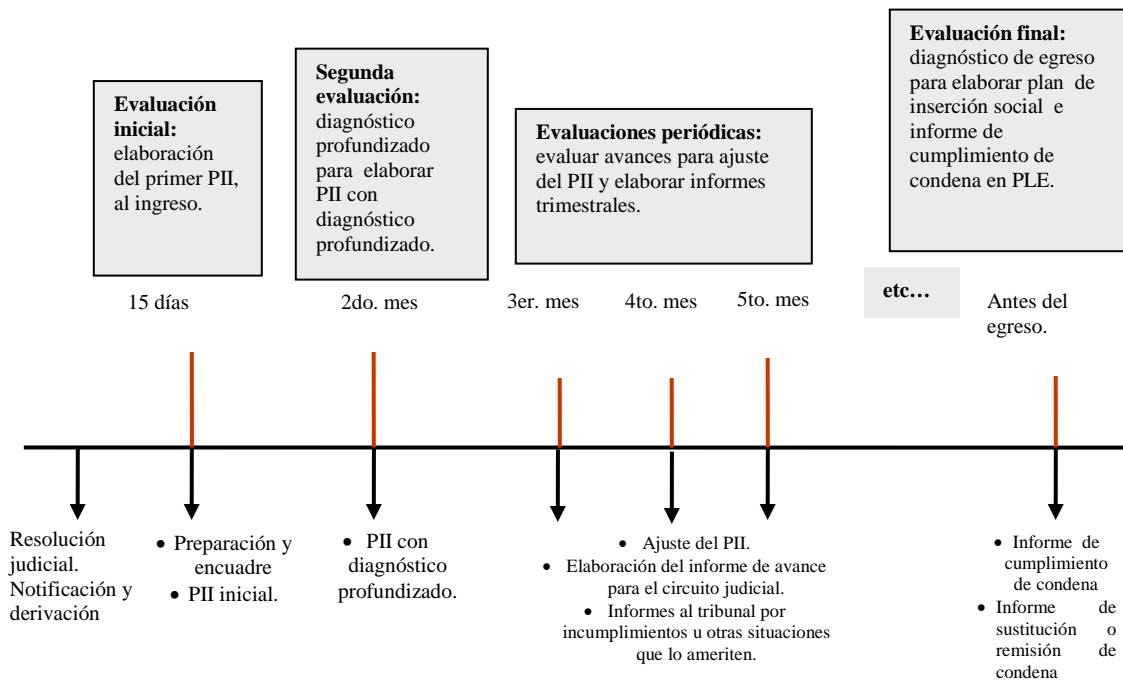 Evaluación
inicial:
elaboración
del primer PII,
al ingreso.
Segunda
evaluación:
diagnóstico
profundizado
para elaborar
PII con
diagnóstico
profundizado.
Evaluaciones periódicas:
evaluar avances para ajuste
del PII y elaborar informes
trimestrales.
Evaluación final:
diagnóstico de egreso
para elaborar plan de
inserción social e
informe de
cumplimiento de
condena en PLE.
15 días
2do. mes
3er. mes
4to. mes
5to. mes
etc…
Antes del
egreso.
Resolución
judicial.
Notificación y
derivación
• Preparación y
encuadre
• PII inicial.
• PII con
diagnóstico
profundizado.
• Ajuste del PII.
• Elaboración del informe de avance
para el circuito judicial.
• Informes al tribunal por
incumplimientos u otras situaciones
que lo ameriten.
• Informe de
cumplimiento
de condena
• Informe de
sustitución o
remisión de
condena